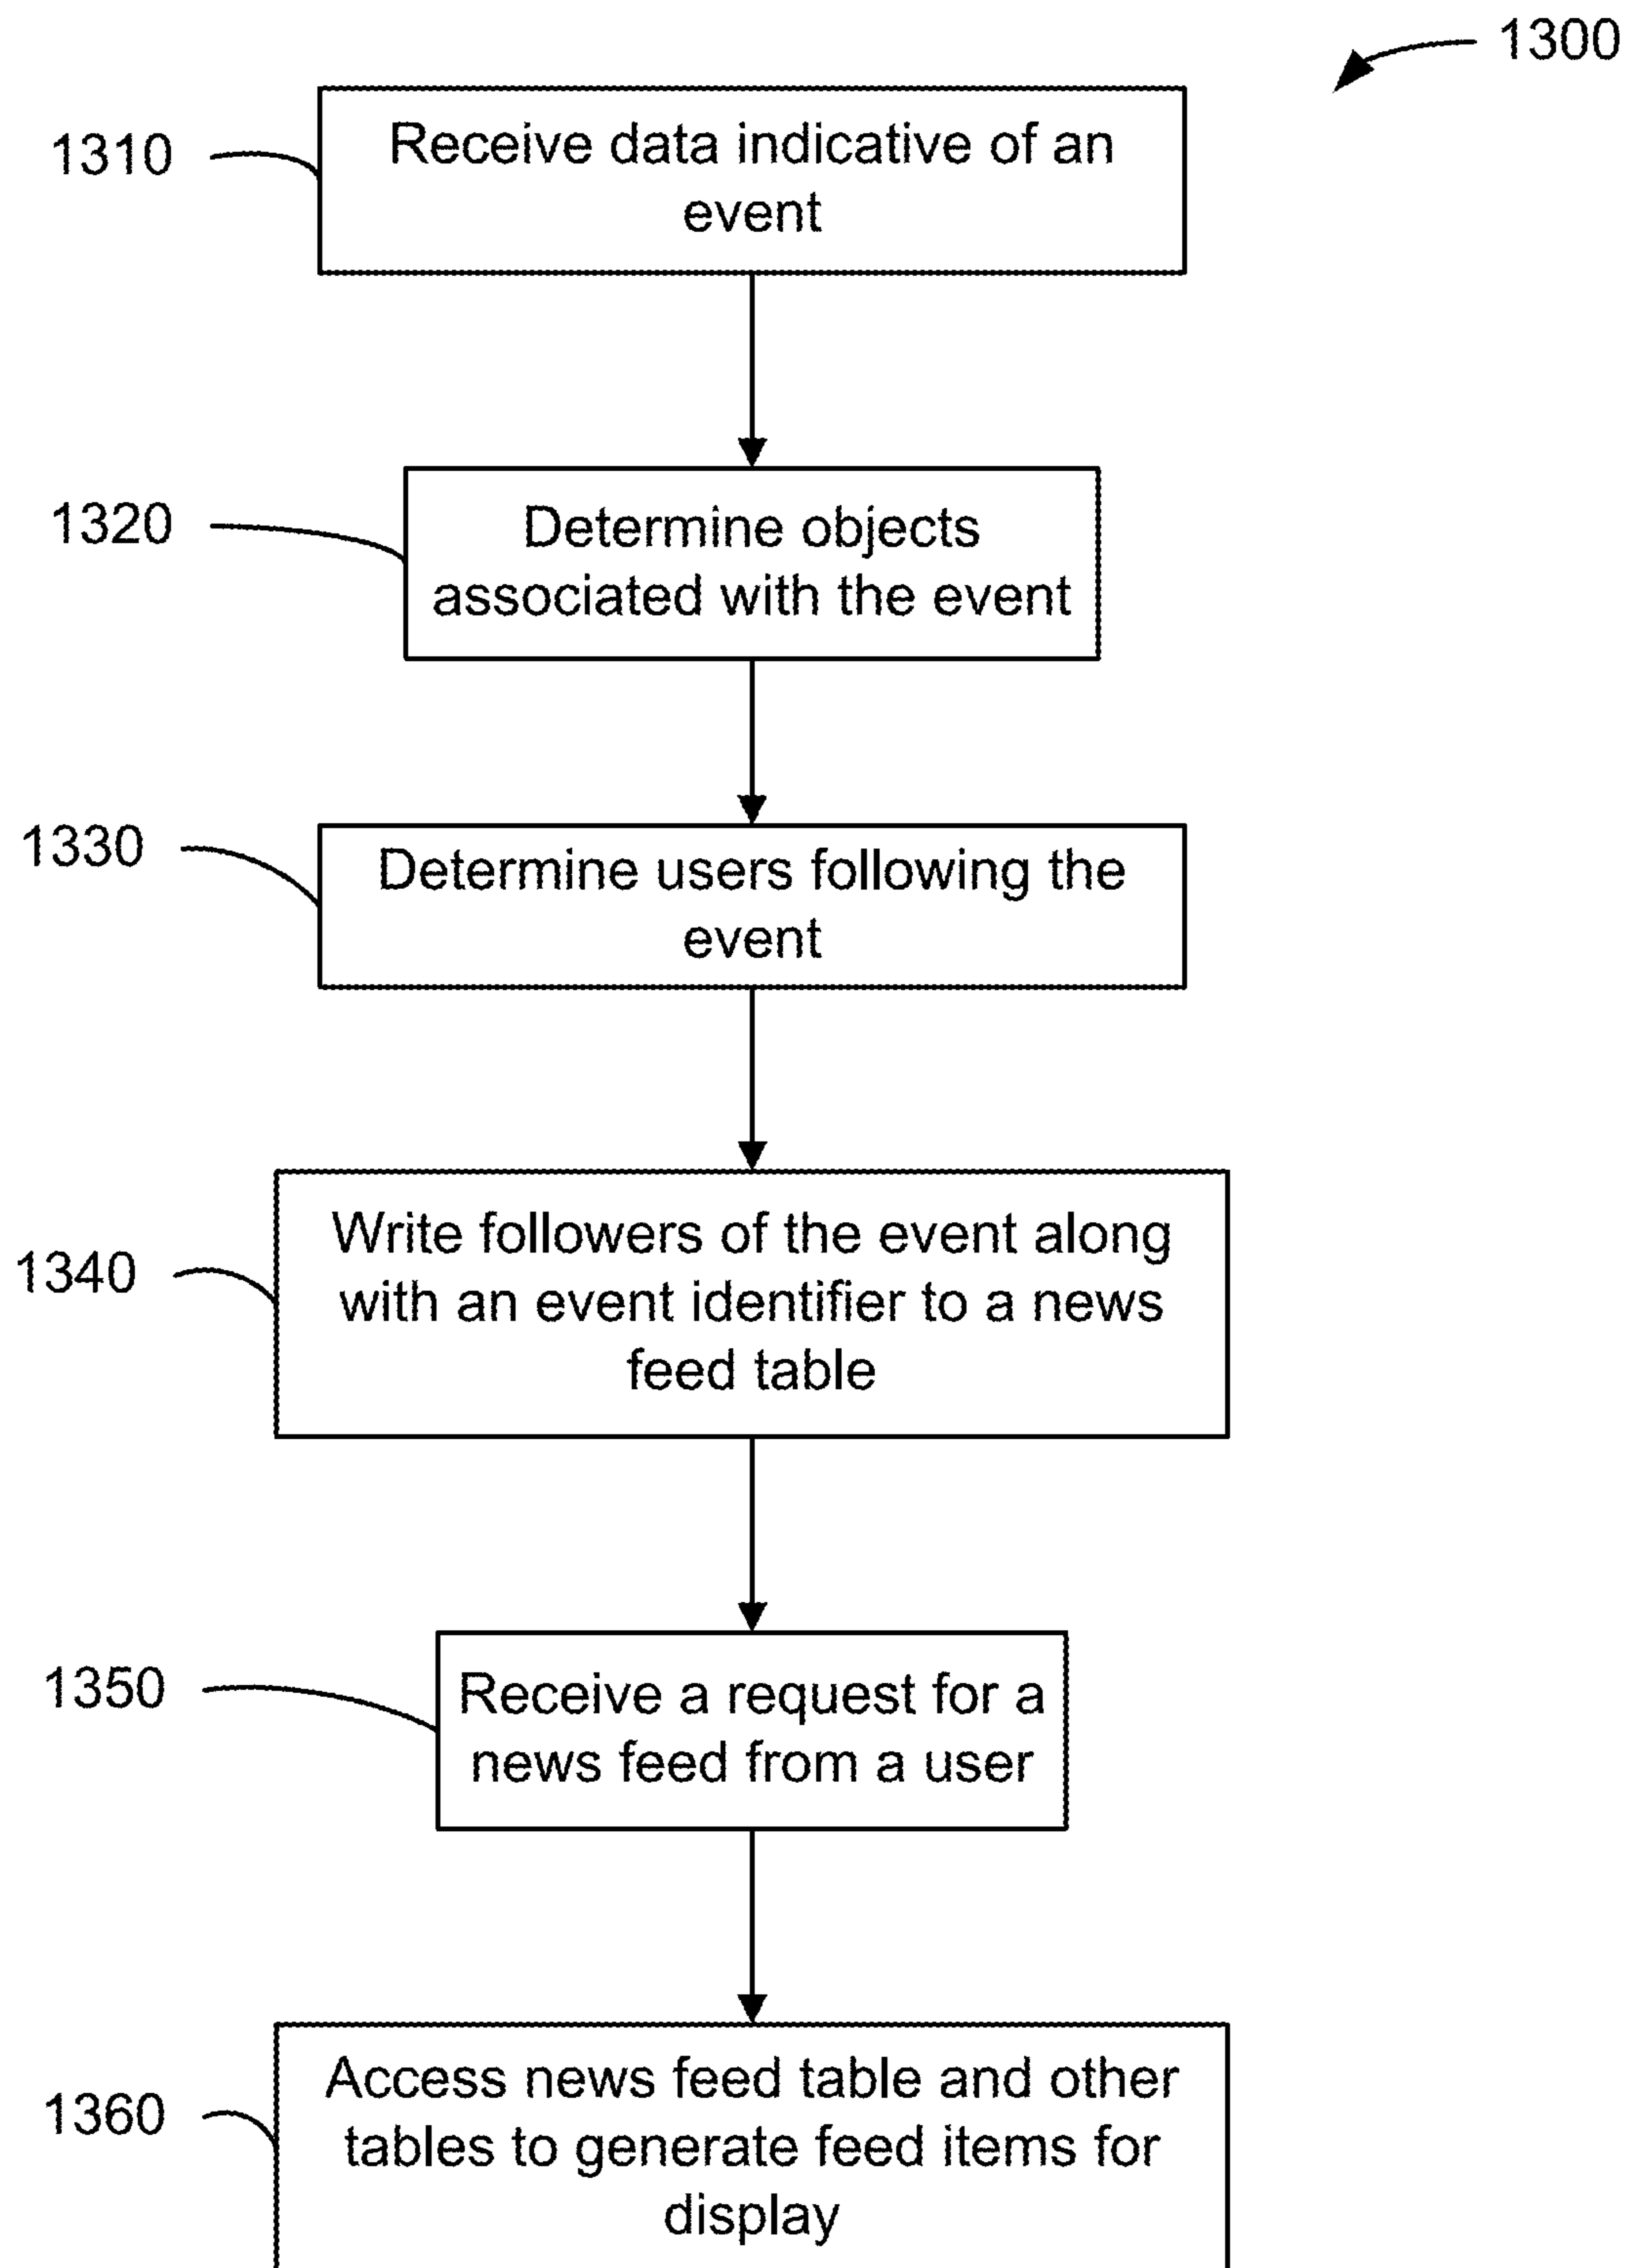 1300
1310
Receive data indicative of an
event
1320
Determine objects
associated with the event
1330
Determine users following the
event
1340
Write followers of the event along
with an event identifier to a news
feed table
1350
Receive a request for a
news feed from a user
1360
Access news feed table and other
tables to generate feed items for
display